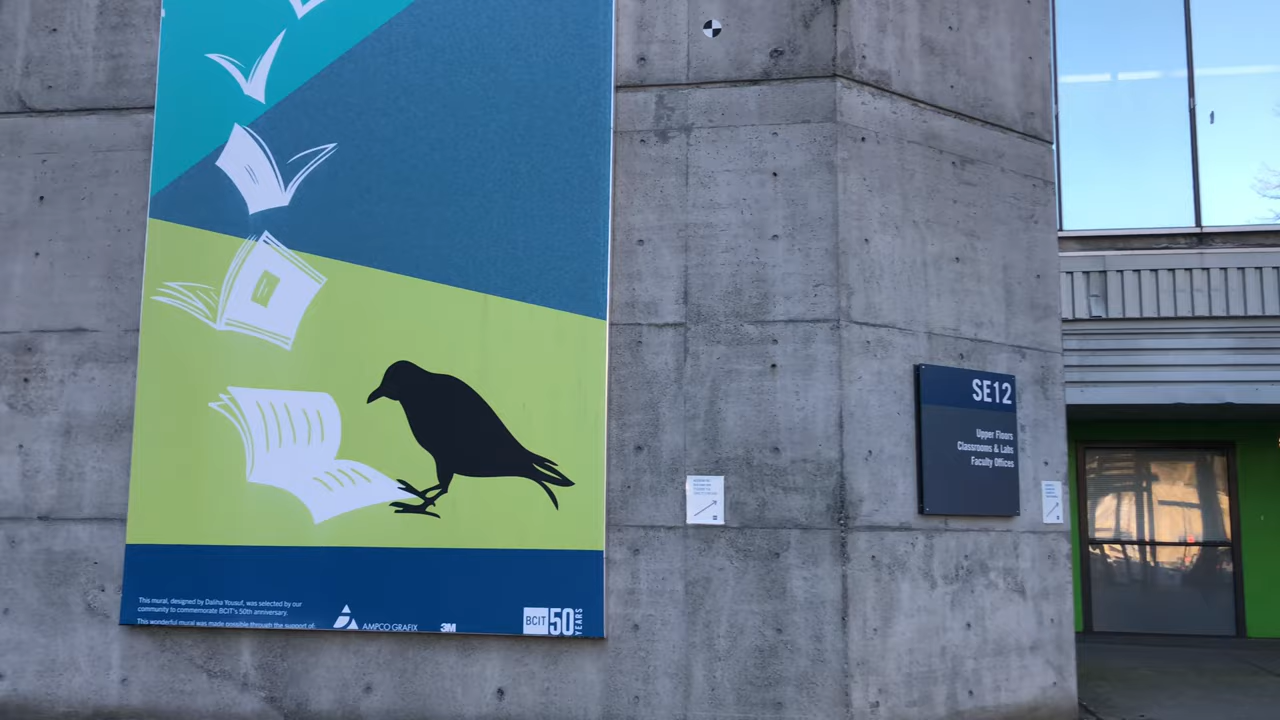 SE12
Upper Floors
Classrooms & Labs
Faculty Offices
This mural, designed by Daliha Yousuf, was selected by our
community to commemorate BCIT's 50th anniversary.
This wonderful mural was made possible through the support of:
AMPCO GRAFIX
3M
BCIT 50 YEARS